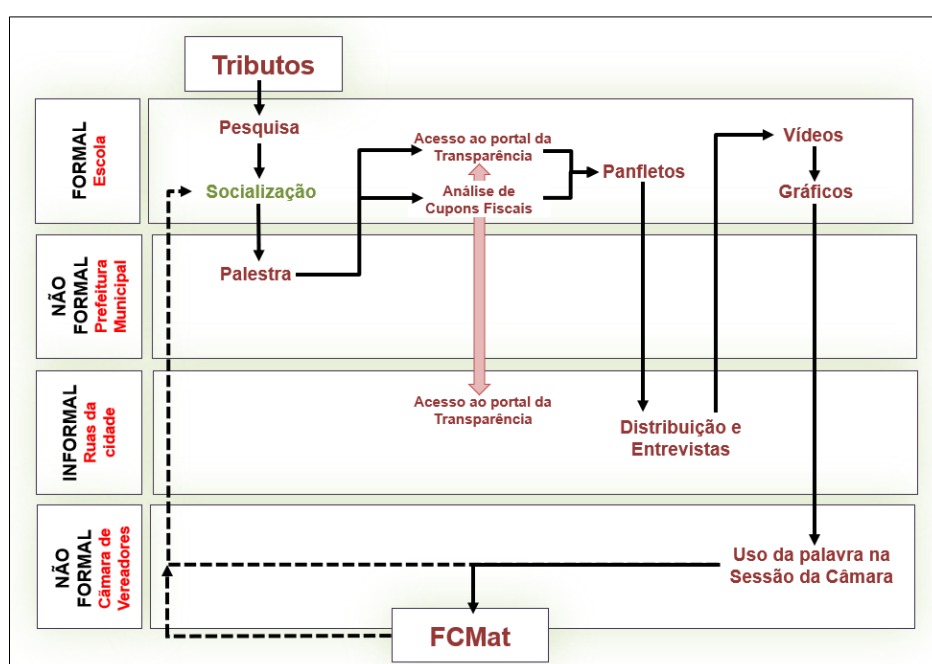 Tributos
FORMAL
Escola
Pesquisa
Socialização
Acesso ao portal da
Transparência
Análise de
Cupons Fiscais
Panfletos
Vídeos
Gráficos
NÃO
FORMAL
Prefeitura
Municipal
Palestra
INFORMAL
Ruas da
cidade
Acesso ao portal da
Transparência
Distribuição e
Entrevistas
NÃO
FORMAL
Câmara de
Vereadores
Uso da palavra na
Sessão da Câmara
FCMat